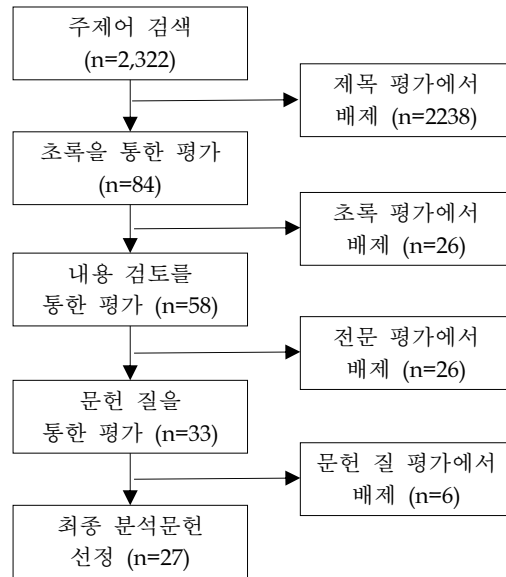 주제어 검색
(n=2,322)
제목 평가에서
배제 (n=2238)
초록을 통한 평가
(n=84)
초록 평가에서
배제 (n=26)
내용 검토를
통한 평가 (n=58)
전문 평가에서
배제 (n=26)
문헌 질을
통한 평가 (n=33)
문헌 질 평가에서
배제 (n=6)
최종 분석문헌
선정 (n=27)